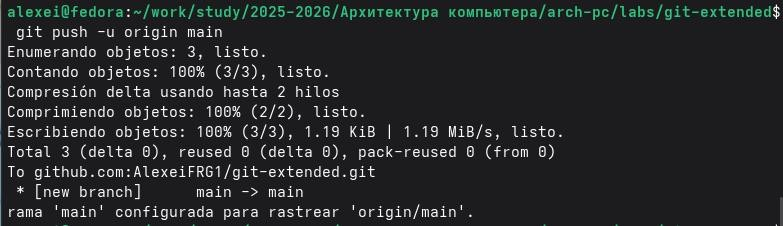 alexei@fedora:~/work/study/2025-2026/Архитектура компьютера/arch-pc/labs/git-extended$
git push -u origin main
Enumerando objetos: 3, listo.
Contando objetos: 100% (3/3), listo.
Compresión delta usando hasta 2 hilos
Comprimiendo objetos: 100% (2/2), listo.
Escribiendo objetos: 100% (3/3), 1.19 KiB | 1.19 MiB/s, listo.
Total 3 (delta 0), reused 0 (delta 0), pack-reused 0 (from 0)
To github.com:AlexeiFRG1/git-extended.git
 * [new branch]      main -> main
rama 'main' configurada para rastrear 'origin/main'.